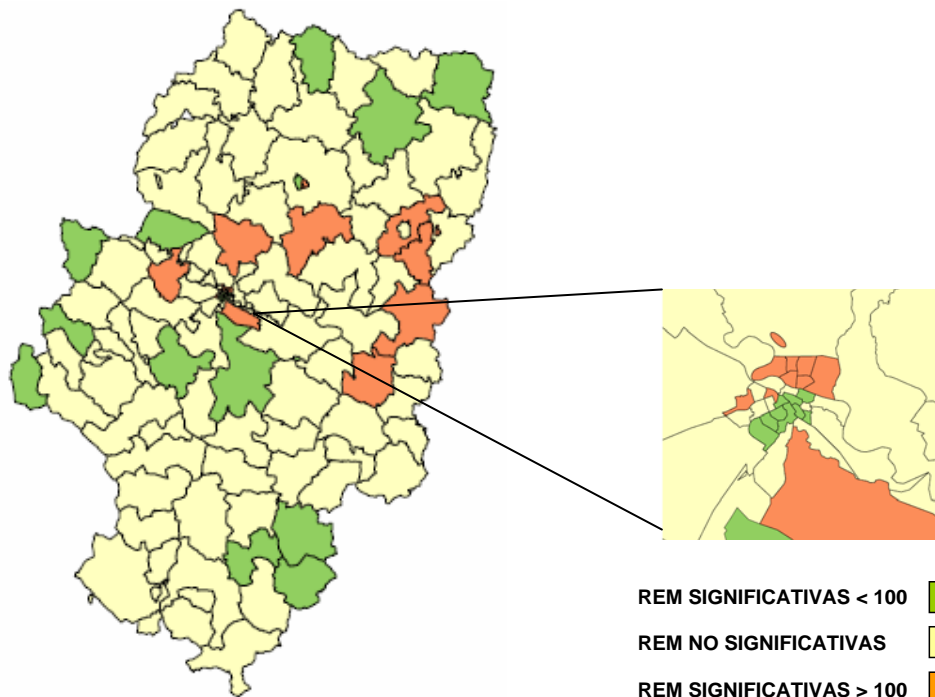 REM SIGNIFICATIVAS < 100
REM NO SIGNIFICATIVAS
REM SIGNIFICATIVAS > 100